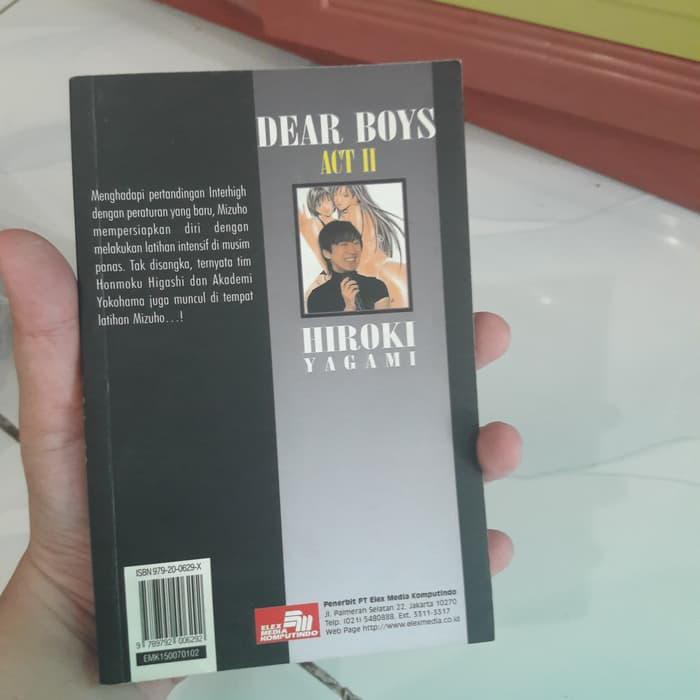 DEAR BOYS
ACT II
Menghadapi pertandingan Interhigh
dengan peraturan yang baru, Mizuho
mempersiapkan diri dengan
melakukan latihan intensif di musim
panas. Tak disangka, ternyata tim
Honmoku Higashi dan Akademi
Yokohama juga muncul di tempat
latihan Mizuho...!
HIROKI
YAGAMI
ISBN 979-20-0629-X
9 789792 006292
EMK150070102
ELEX
MEDIA
KOMPUTINDO
Penerbit PT Elex Media Komputindo
Jl. Palmerah Selatan 22, Jakarta 10270
Telp. (021) 5480888, Ext. 3311-3317
Web Page http://www.elexmedia.co.id